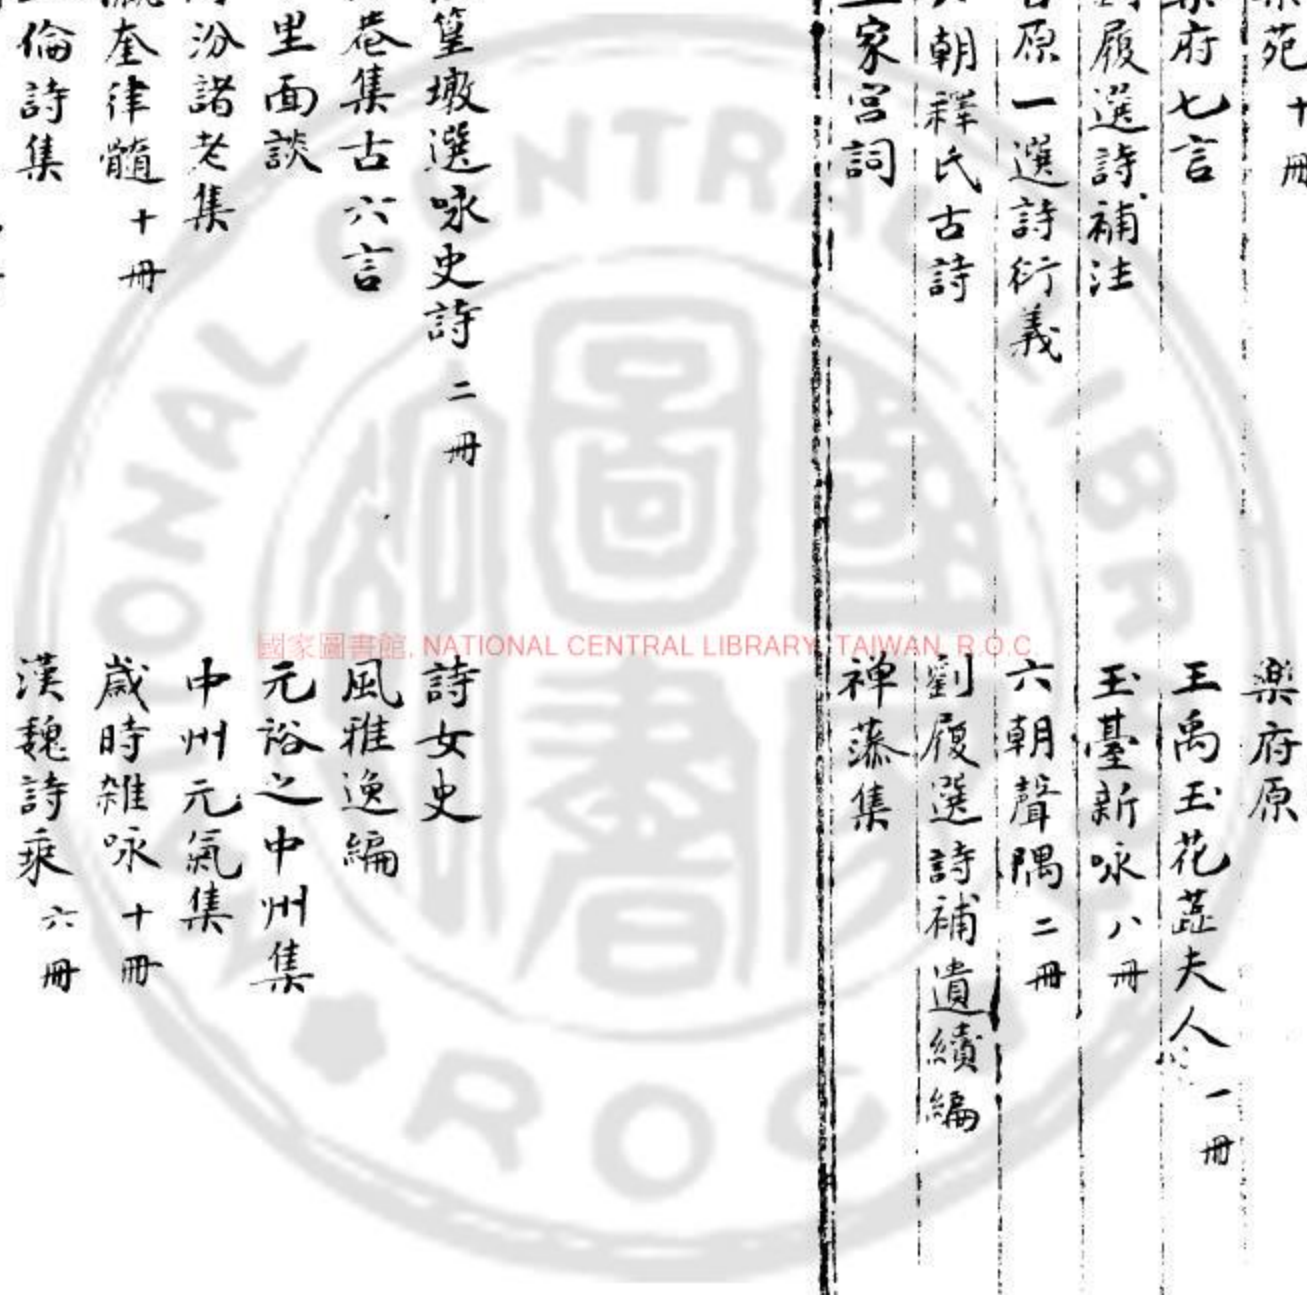 苑 十冊
樂府原
府七言
王禹玉花蕊夫人 一冊
履選詩補注
玉臺新咏 八冊
原一選詩衍義
六朝聲隅 二冊
朝釋氏古詩
劉履選詩補遺續編
家宮詞
禅藻集
篁墩選咏史詩 二冊
詩女史
巷集古六言
風雅逸編
里面談
元裕之中州集
汾諸老集
中州元氣集
奎律髓 十冊
歲時雑咏 十冊
倫詩集
漢魏詩乘 六冊
國家圖書館, NATIONAL CENTRAL LIBRARY, TAIWAN, R.O.C.
NATIONAL CENTRAL LIBRARY
ROC